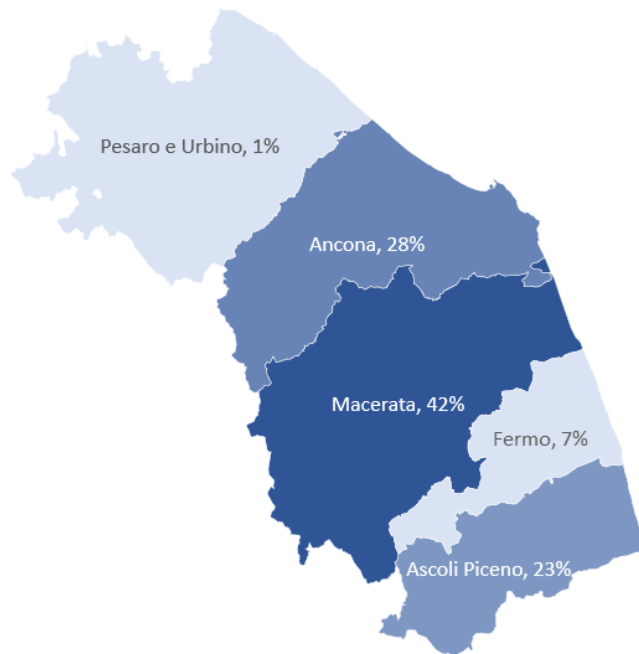 Pesaro e Urbino, 1%
Ancona, 28%
Macerata, 42%
Fermo, 7%
Ascoli Piceno, 23%